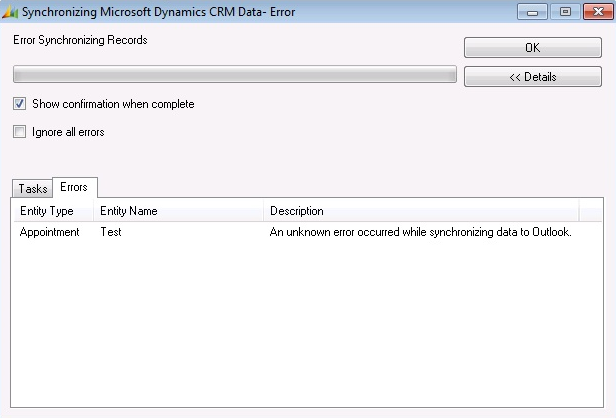 Synchronizing Microsoft Dynamics CRM Data- Error
Error Synchronizing Records
OK
<< Details
Show confirmation when complete
Ignore all errors
Tasks Errors
Entity Type Entity Name Description
Appointment Test An unknown error occurred while synchronizing data to Outlook.